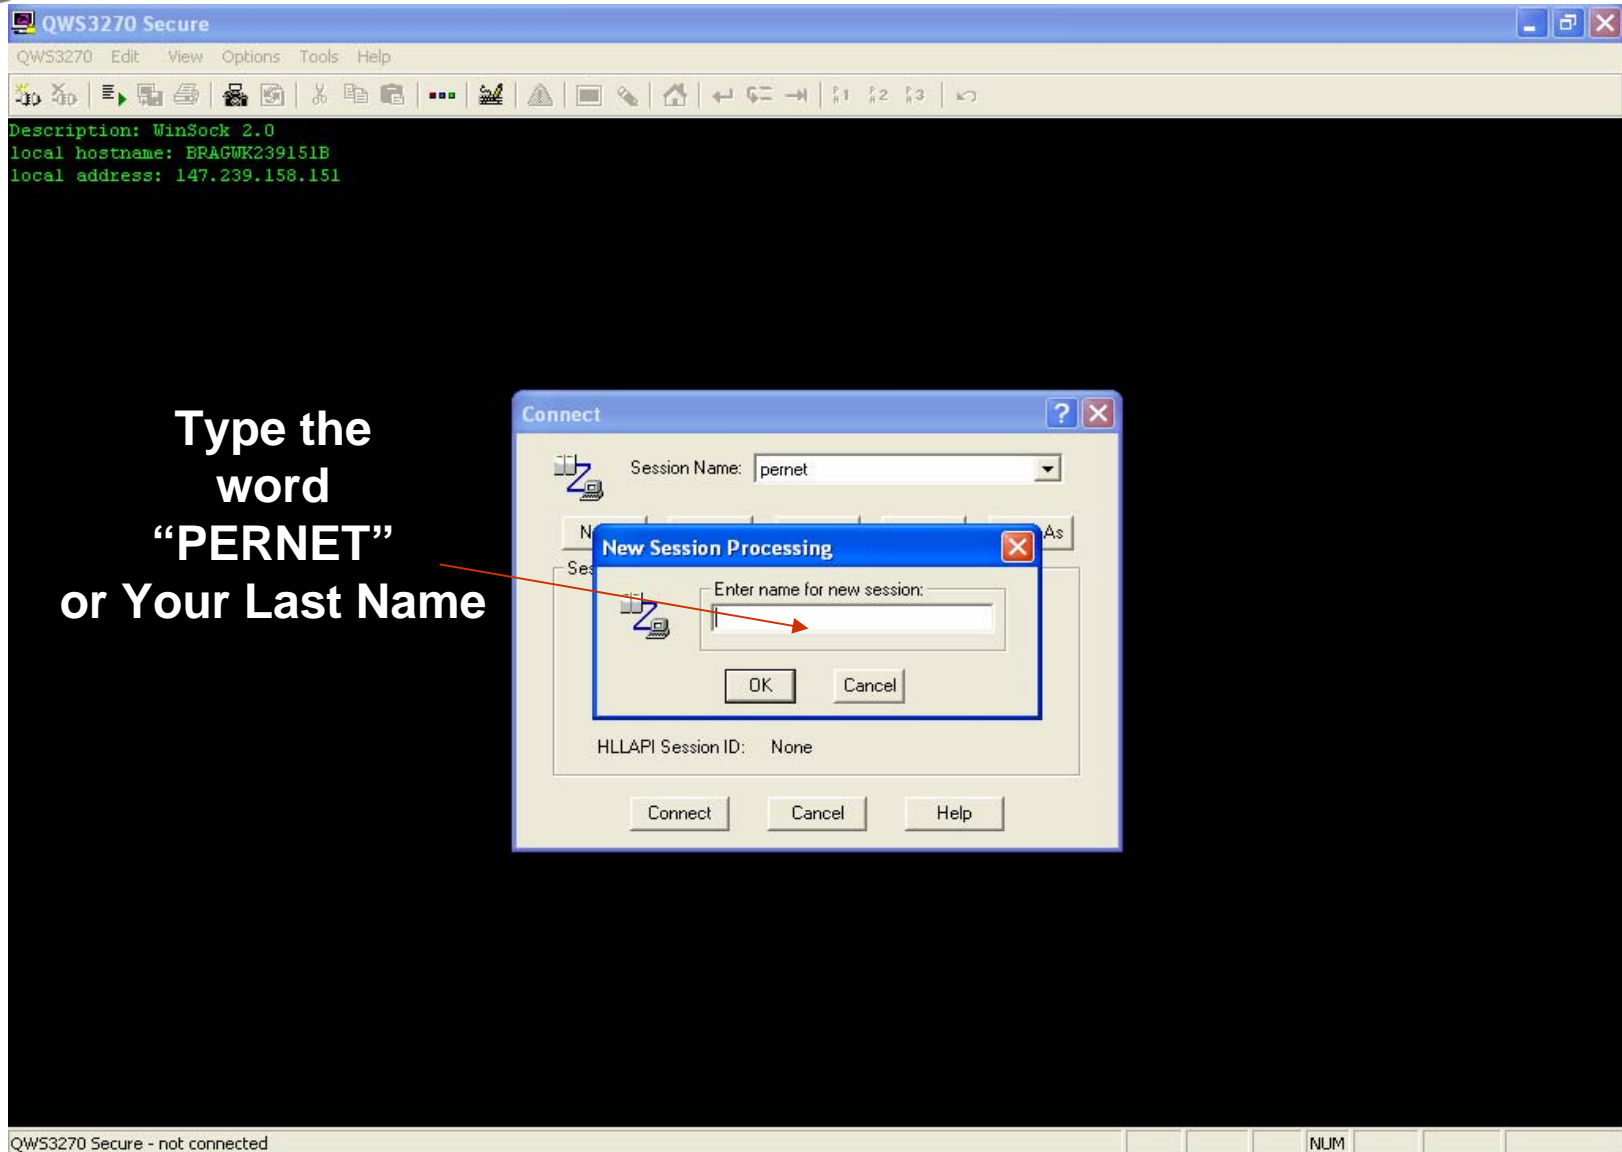 QWS3270 Secure
QWS3270 Edit View Options Tools Help
Description: WinSock 2.0
local hostname: BRAGWK239151B
local address: 147.239.158.151
Type the
word
“PERNET”
or Your Last Name
Connect
Session Name: pernet
As
New Session Processing
Enter name for new session:
OK Cancel
HLLAPI Session ID: None
Connect Cancel Help
QWS3270 Secure - not connected
NUM